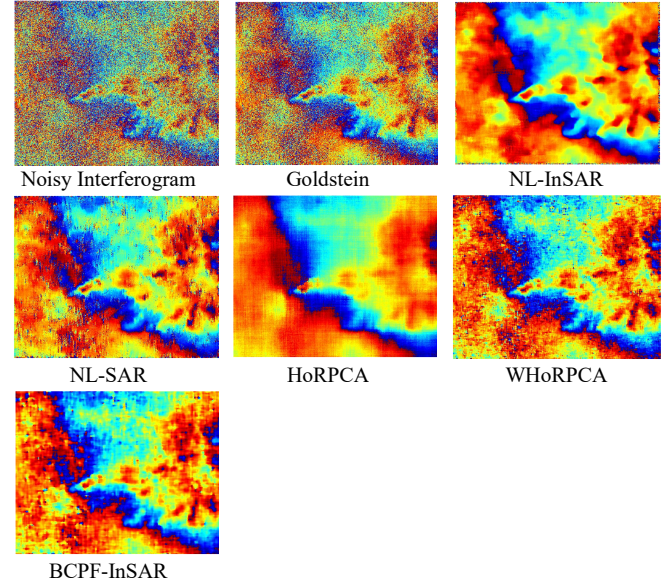 Noisy Interferogram
Goldstein
NL-InSAR
NL-SAR
HoRPCA
WHoRPCA
BCPF-InSAR